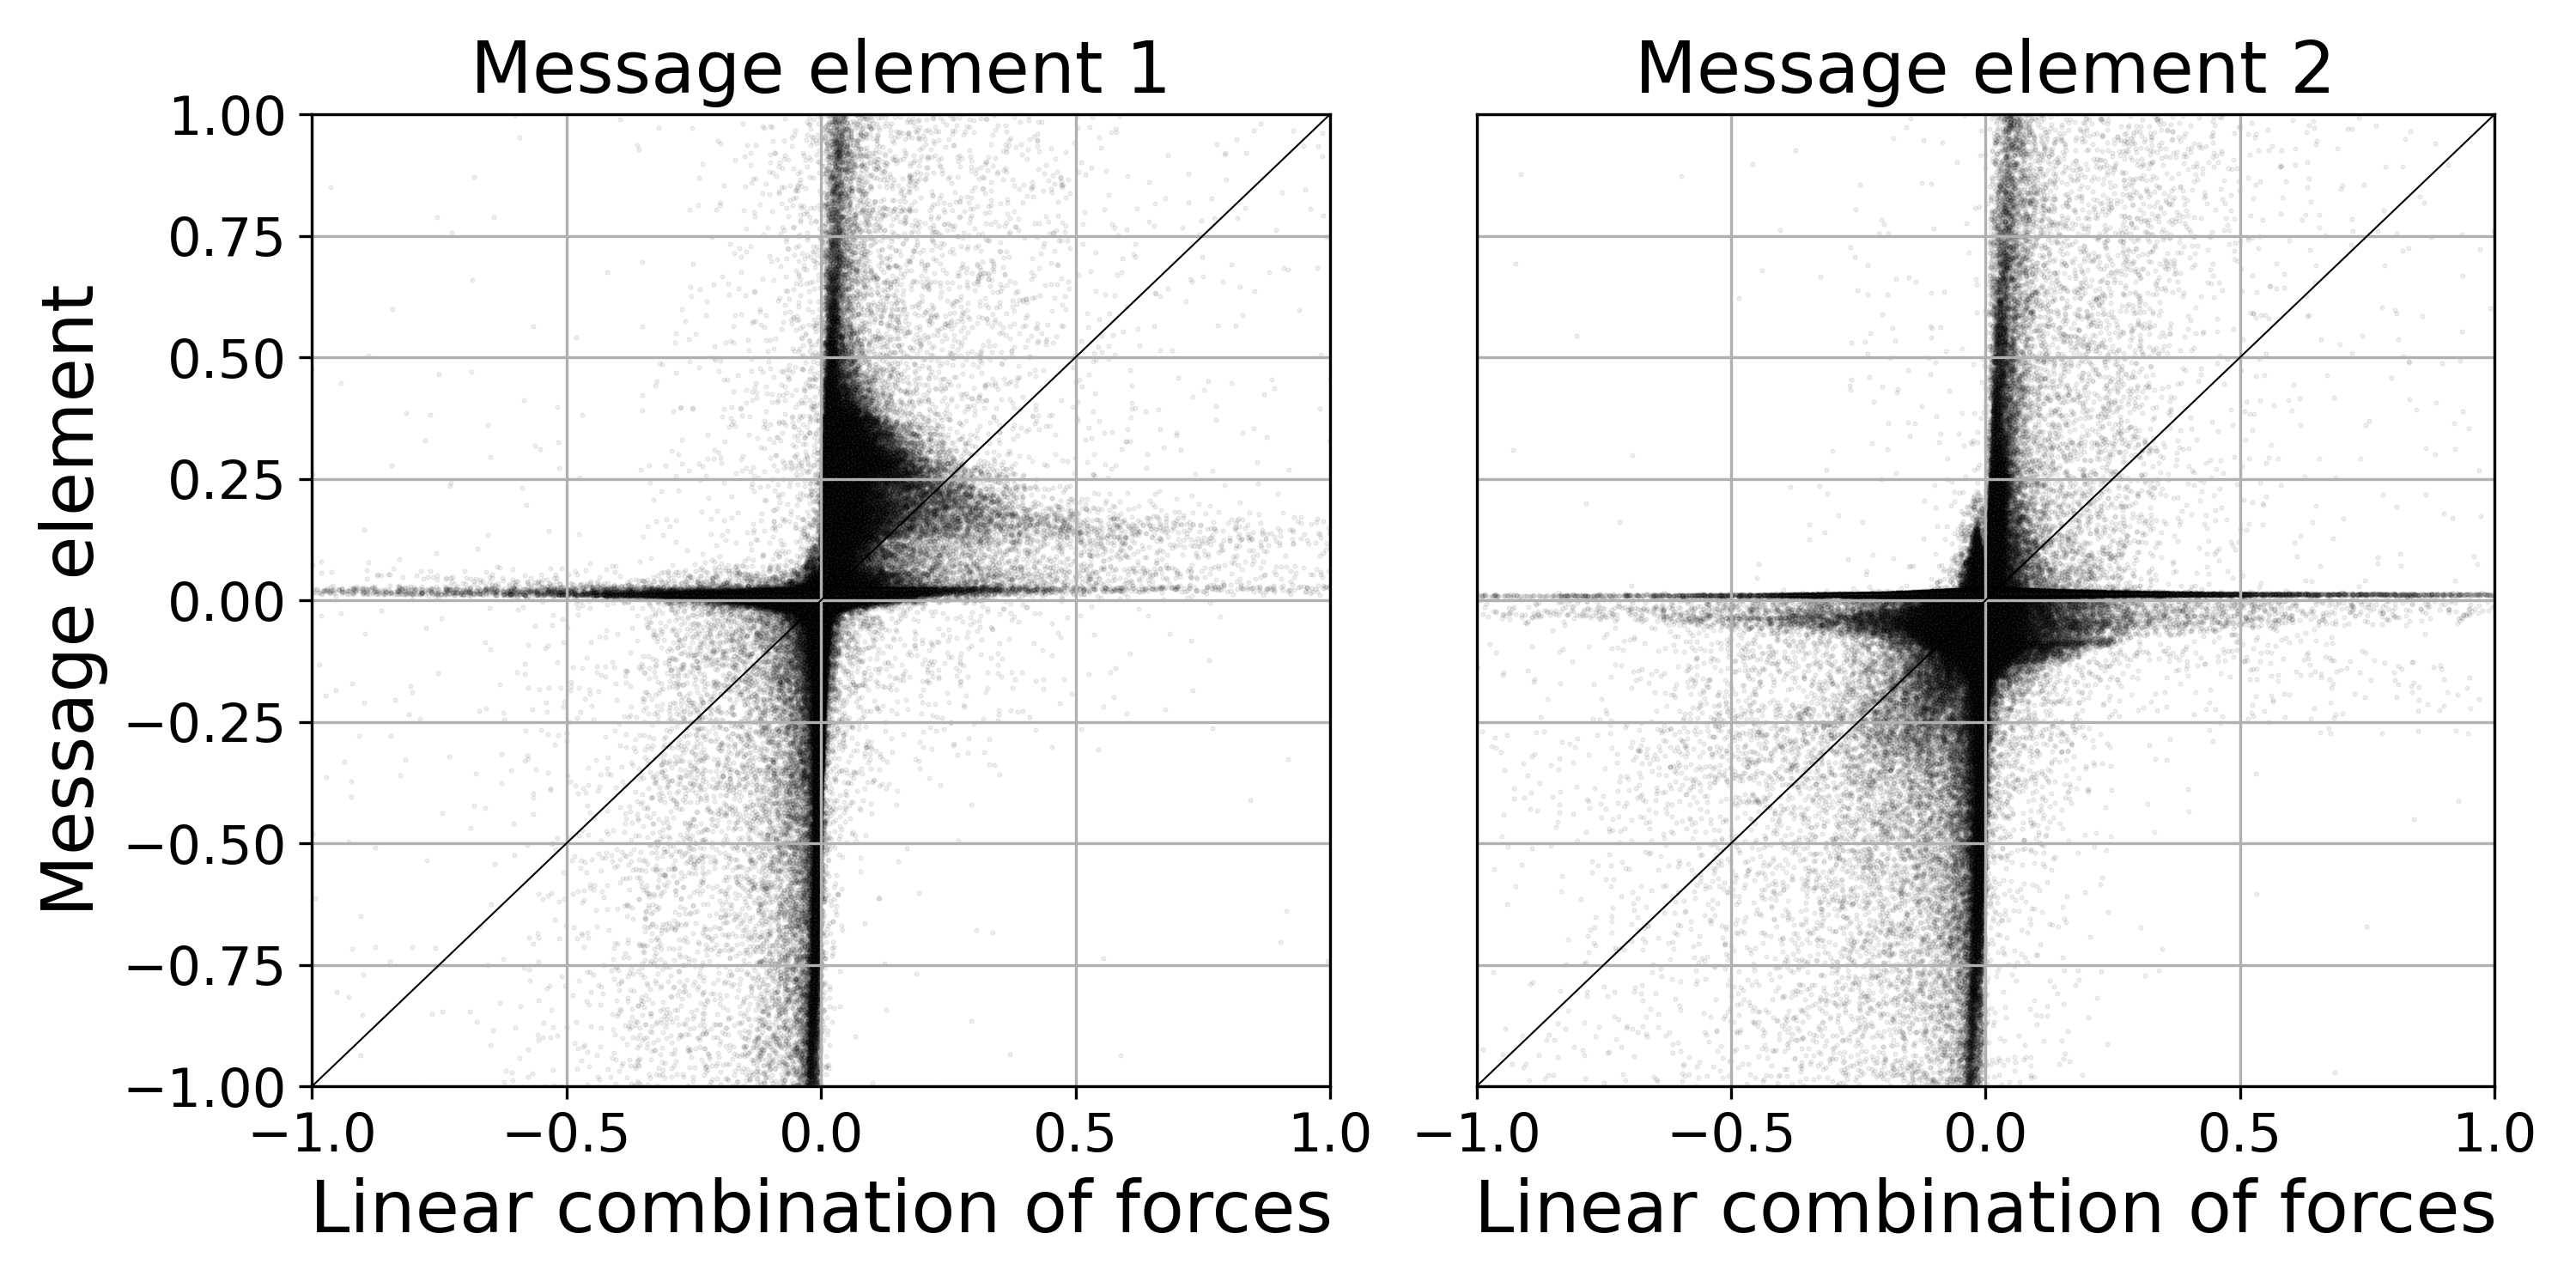 Message element 1
Message element 2
Message element
1.00
0.75
0.50
0.25
0.00
−0.25
−0.50
−0.75
−1.00
−1.0 −0.5 0.0 0.5 1.0
−1.0 −0.5 0.0 0.5 1.0
Linear combination of forces
Linear combination of forces